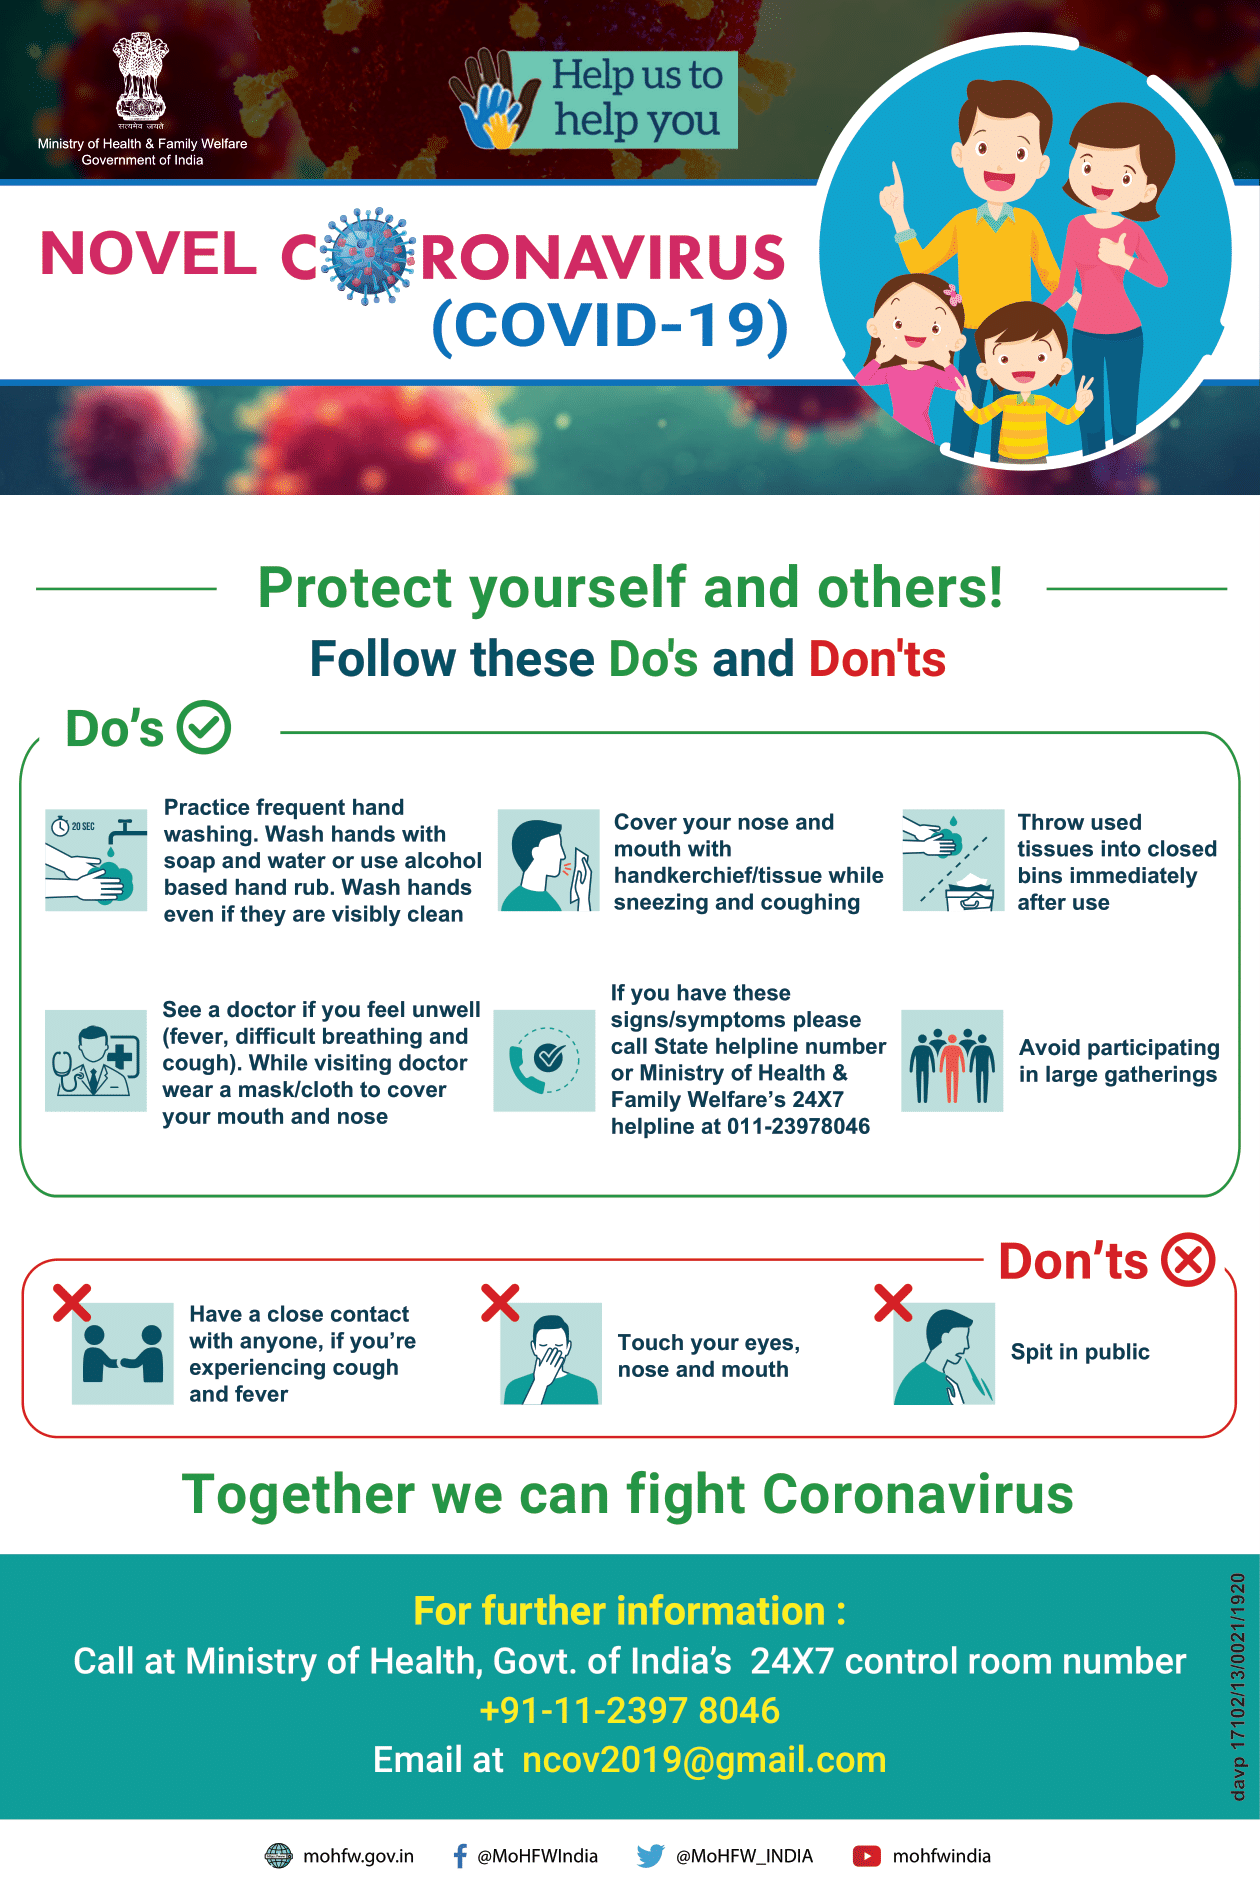 सत्यमेव जयते
Ministry of Health & Family Welfare
Government of India
Help us to
help you
NOVEL CORONAVIRUS
(COVID-19)
Protect yourself and others!
Follow these Do's and Don'ts
Do’s
20 SEC
Practice frequent hand
washing. Wash hands with
soap and water or use alcohol
based hand rub. Wash hands
even if they are visibly clean
Cover your nose and
mouth with
handkerchief/tissue while
sneezing and coughing
Throw used
tissues into closed
bins immediately
after use
See a doctor if you feel unwell
(fever, difficult breathing and
cough). While visiting doctor
wear a mask/cloth to cover
your mouth and nose
If you have these
signs/symptoms please
call State helpline number
or Ministry of Health &
Family Welfare’s 24X7
helpline at 011-23978046
Avoid participating
in large gatherings
Don’ts
Have a close contact
with anyone, if you’re
experiencing cough
and fever
Touch your eyes,
nose and mouth
Spit in public
Together we can fight Coronavirus
For further information :
Call at Ministry of Health, Govt. of India’s 24X7 control room number
+91-11-2397 8046
Email at ncov2019@gmail.com
davp 17102/13/0021/1920
mohfw.gov.in
@MoHFWIndia
@MoHFW_INDIA
mohfwindia